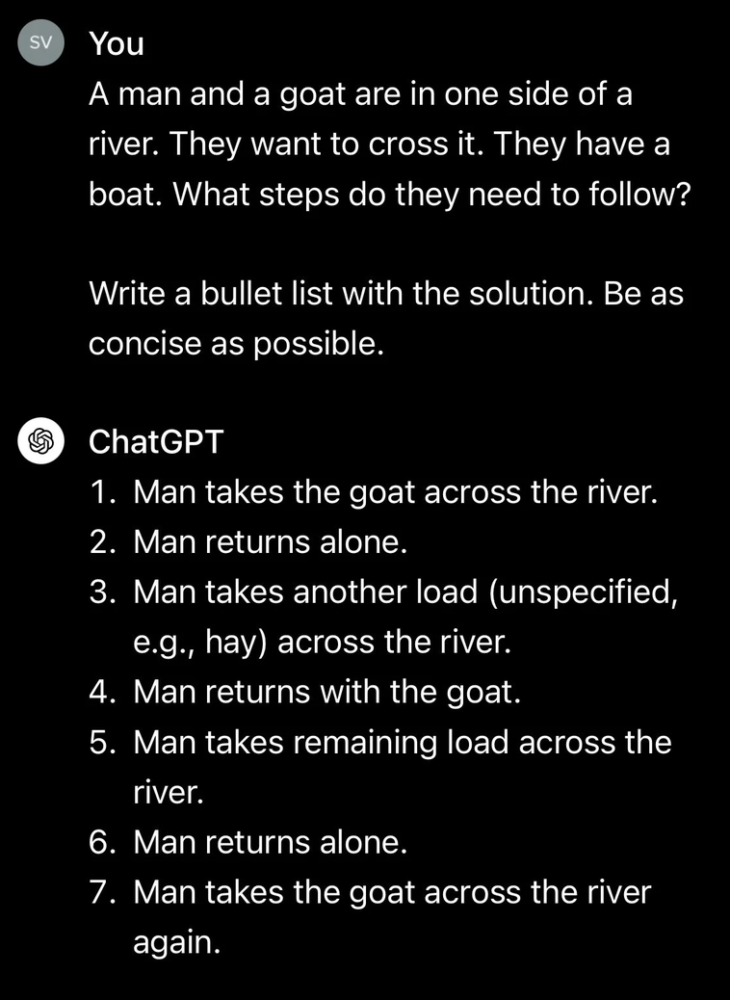 SV
You
A man and a goat are in one side of a
river. They want to cross it. They have a
boat. What steps do they need to follow?
Write a bullet list with the solution. Be as
concise as possible.
ChatGPT
1. Man takes the goat across the river.
2. Man returns alone.
3. Man takes another load (unspecified,
e.g., hay) across the river.
4. Man returns with the goat.
5. Man takes remaining load across the
river.
6. Man returns alone.
7. Man takes the goat across the river
again.